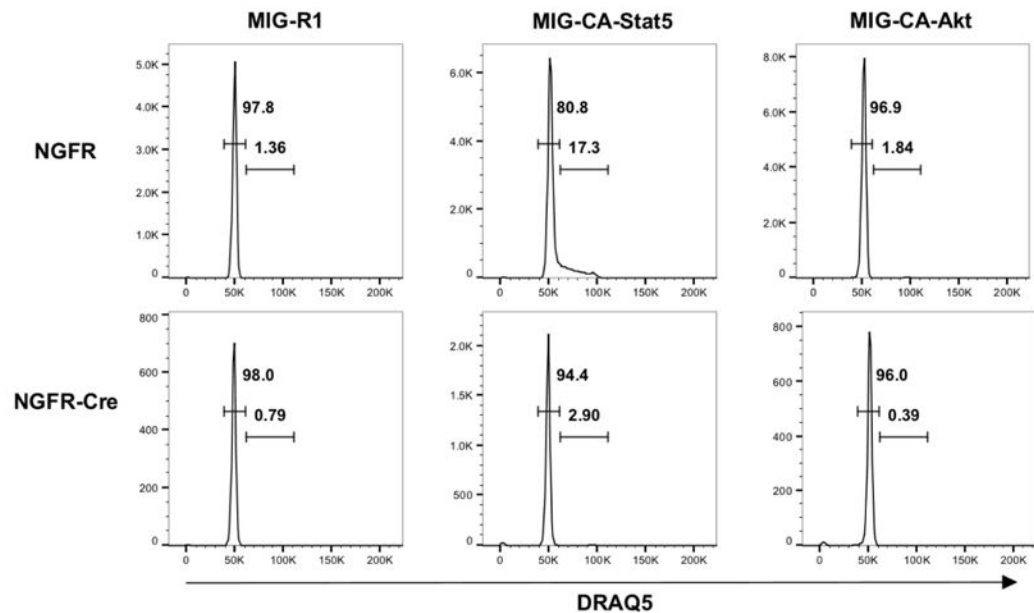 MIG-R1 MIG-CA-Stat5 MIG-CA-Akt
NGFR
5.0K
4.0K
3.0K
2.0K
1.0K
0
97.8
1.36
0 50K 100K 150K 200K
6.0K
4.0K
2.0K
0
80.8
17.3
0 50K 100K 150K 200K
8.0K
6.0K
4.0K
2.0K
0
96.9
1.84
0 50K 100K 150K 200K
NGFR-Cre
800
600
400
200
0
98.0
0.79
0 50K 100K 150K 200K
2.0K
1.5K
1.0K
500
0
94.4
2.90
0 50K 100K 150K 200K
800
600
400
200
0
96.0
0.39
0 50K 100K 150K 200K
DRAQ5